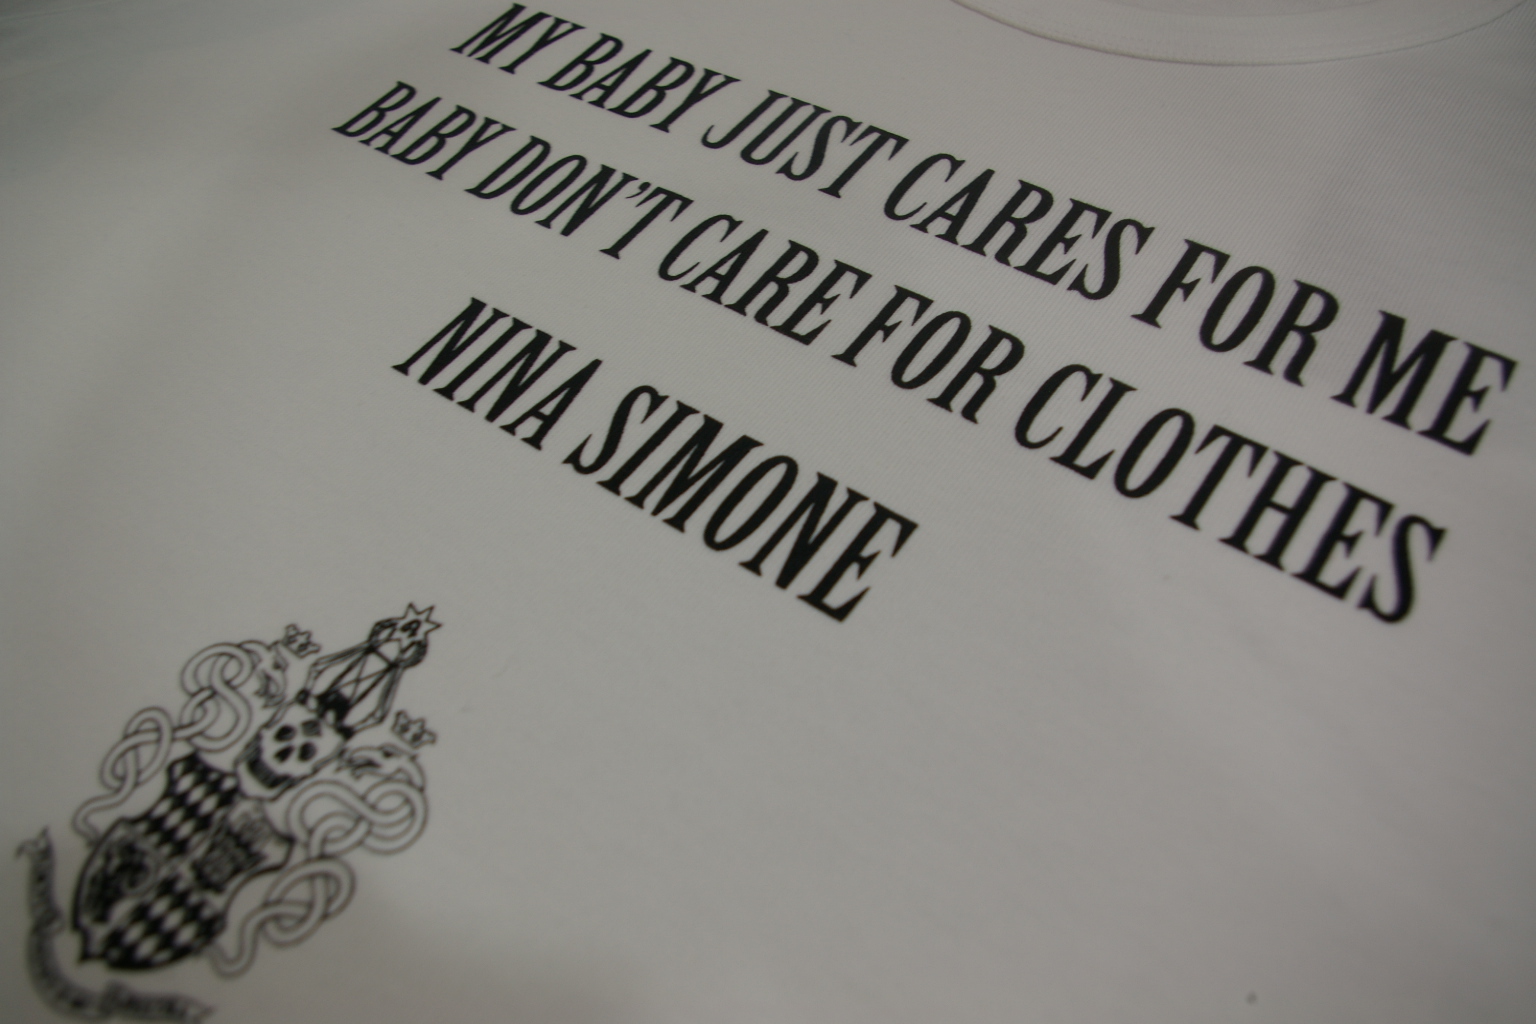 MY BABY JUST CARES FOR ME
BABY DON'T CARE FOR CLOTHES
NINA SIMONE